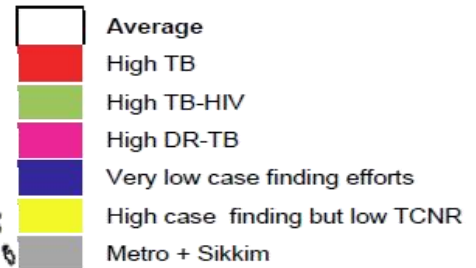 Average
High TB
High TB-HIV
High DR-TB
Very low case finding efforts
High case finding but low TCNR
Metro + Sikkim